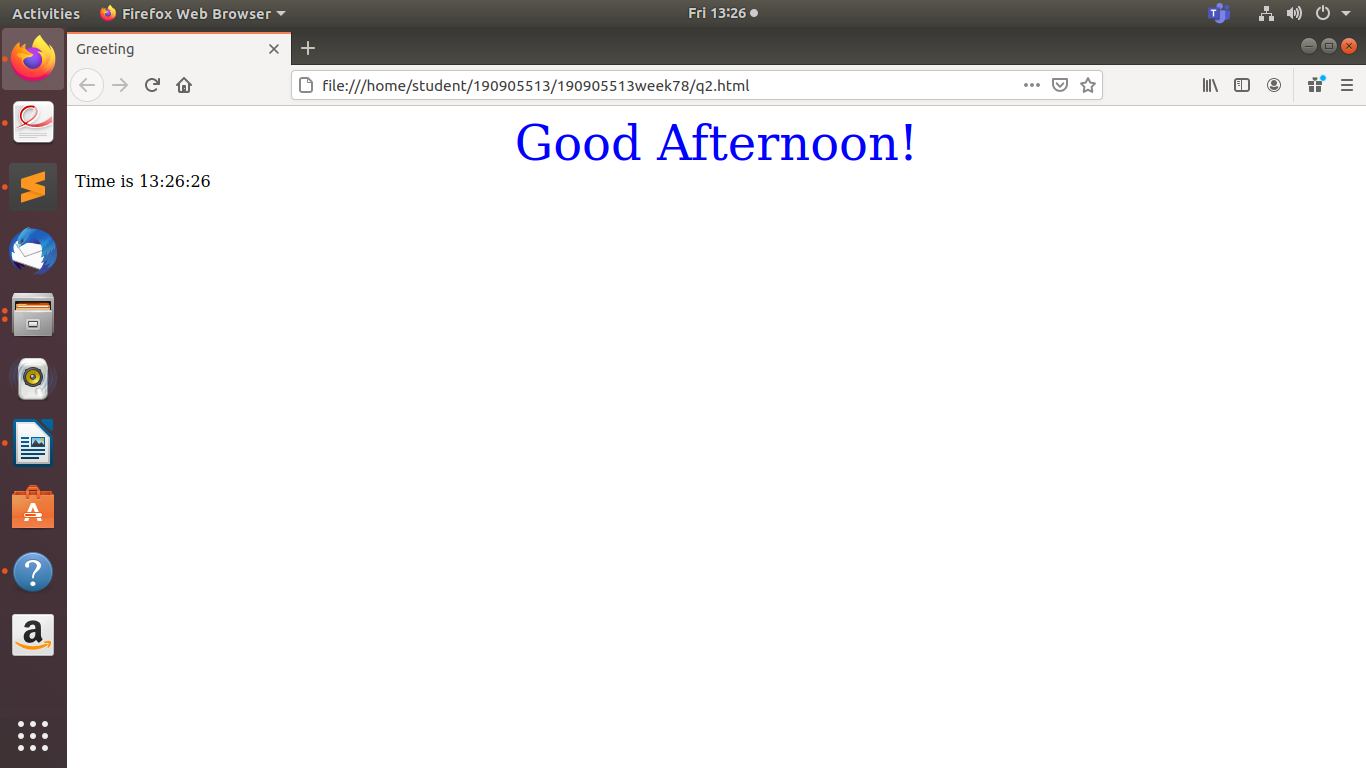 Activities
Firefox Web Browser
Fri 13:26
Greeting
file:///home/student/190905513/190905513week78/q2.html
Good Afternoon!
Time is 13:26:26